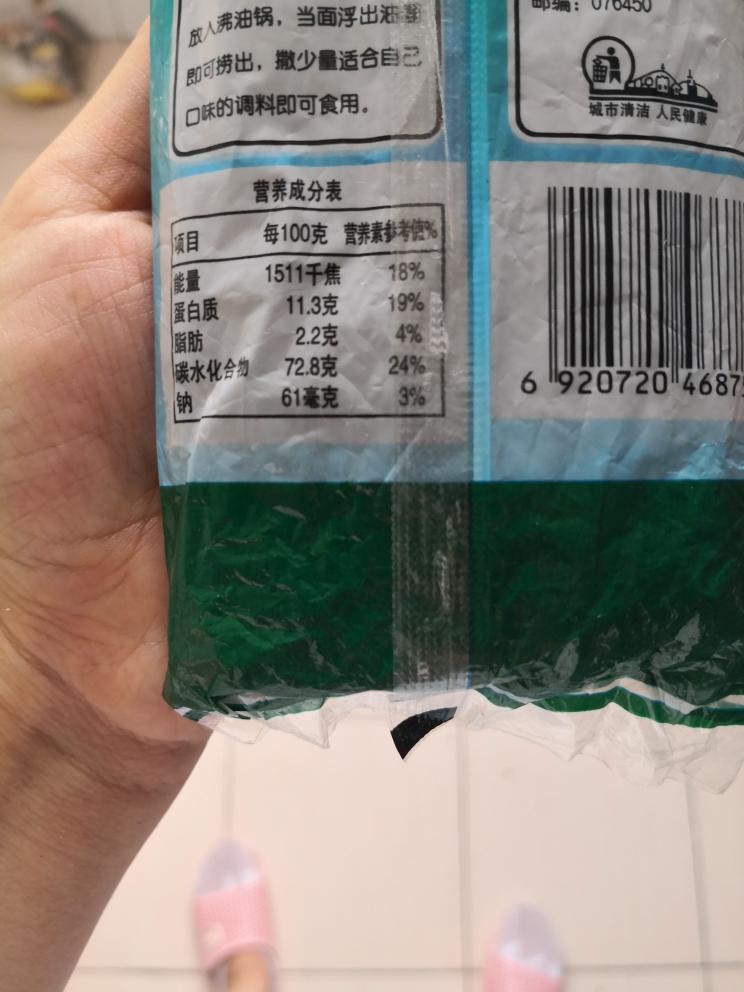 放入沸油锅，当面浮出油面
即可捞出，撒少量适合自己
口味的调料即可食用。
邮编：076450
城市清洁 人民健康
营养成分表
项目 每100克 营养素参考值%
能量 1511千焦 18%
蛋白质 11.3克 19%
脂肪 2.2克 4%
碳水化合物 72.8克 24%
钠 61毫克 3%
6 920720 4687